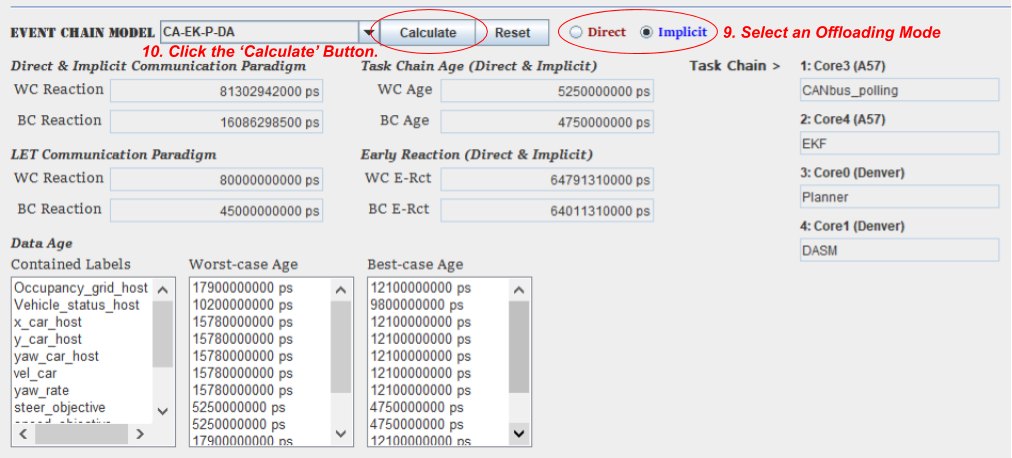 EVENT CHAIN MODEL CA-EK-P-DA Calculate Reset Direct Implicit 9. Select an Offloading Mode
10. Click the ‘Calculate’ Button.
Direct & Implicit Communication Paradigm
WC Reaction 81302942000 ps
BC Reaction 16086298500 ps
LET Communication Paradigm
WC Reaction 80000000000 ps
BC Reaction 45000000000 ps
Task Chain Age (Direct & Implicit)
WC Age 5250000000 ps
BC Age 4750000000 ps
Early Reaction (Direct & Implicit)
WC E-Rct 64791310000 ps
BC E-Rct 64011310000 ps
Task Chain > 1: Core3 (A57)
CANbus_polling
2: Core4 (A57)
EKF
3: Core0 (Denver)
Planner
4: Core1 (Denver)
DASM
Data Age
Contained Labels
Occupancy_grid_host
Vehicle_status_host
x_car_host
y_car_host
yaw_car_host
vel_car
yaw_rate
steer_objective
Worst-case Age
17900000000 ps
10200000000 ps
15780000000 ps
15780000000 ps
15780000000 ps
15780000000 ps
15780000000 ps
5250000000 ps
5250000000 ps
17900000000 ps
Best-case Age
12100000000 ps
9800000000 ps
12100000000 ps
12100000000 ps
12100000000 ps
12100000000 ps
12100000000 ps
4750000000 ps
4750000000 ps
12100000000 ps